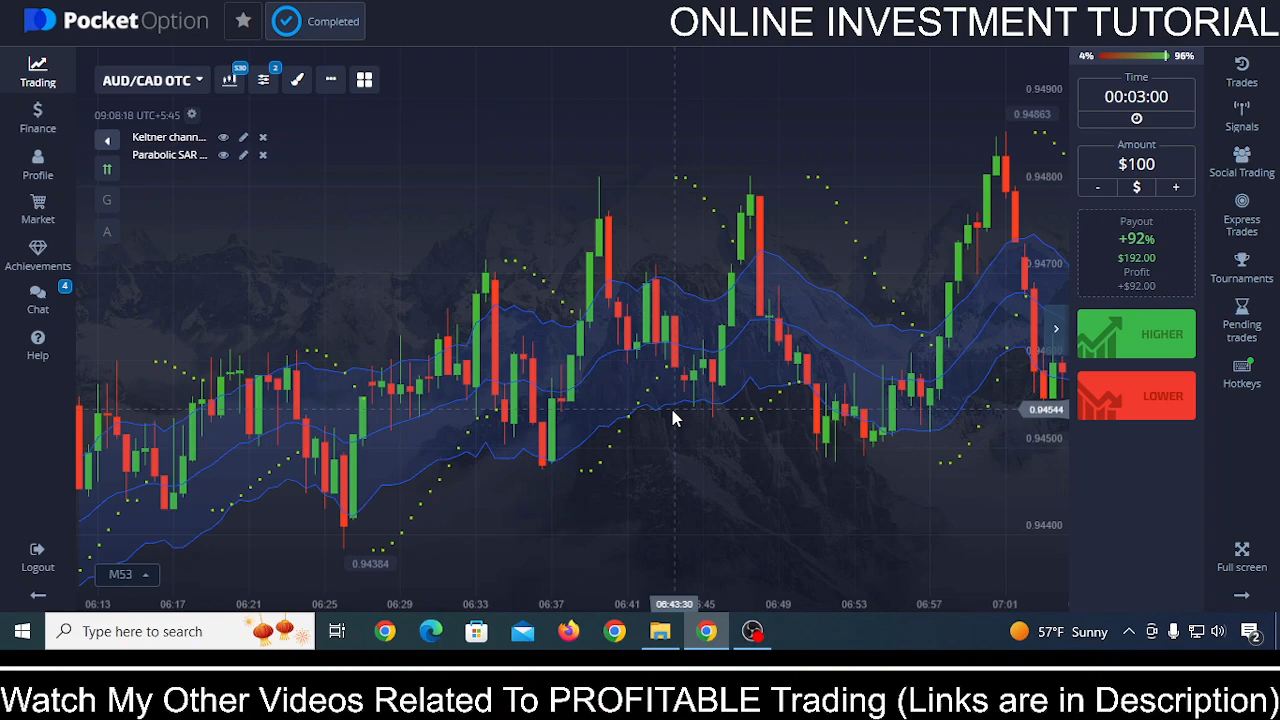 PocketOption
Completed
ONLINE INVESTMENT TUTORIAL
Trading
Finance
Profile
Market
Achievements
4
Chat
Help
Logout
AUD/CAD OTC
530
2
09:08:18 UTC+5:45
Keltner chann...
Parabolic SAR ...
G
A
0.94900
0.94863
0.94800
0.94700
0.94544
0.94500
0.94400
0.94384
M53
06:13 06:17 06:21 06:25 06:29 06:33 06:37 06:41 06:43:30 :45 06:49 06:53 06:57 07:01
4% 96%
Time
00:03:00
Amount
$100
- $ +
Payout
+92%
$192.00
Profit
+$92.00
HIGHER
LOWER
Trades
Signals
Social Trading
Express
Trades
Tournaments
Pending
trades
Hotkeys
Full screen
Type here to search
57°F Sunny
2
Watch My Other Videos Related To PROFITABLE Trading (Links are in Description)